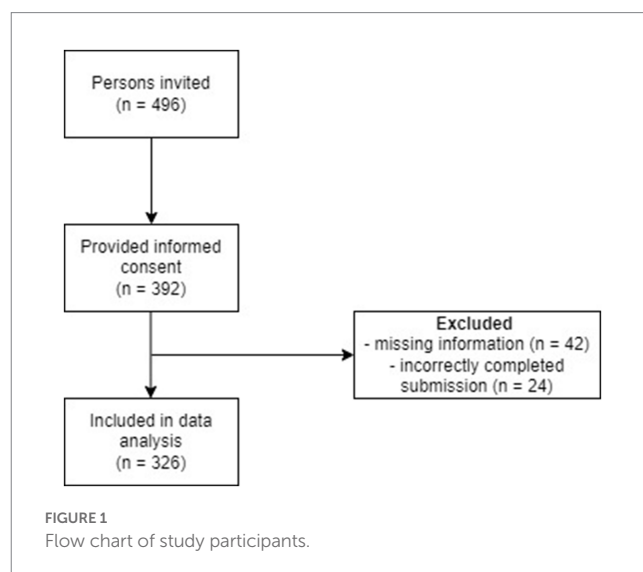 Persons invited
(n = 496)
Provided informed
consent
(n = 392)
Excluded
- missing information (n = 42)
- incorrectly completed
submission (n = 24)
Included in data
analysis
(n = 326)
FIGURE 1
Flow chart of study participants.